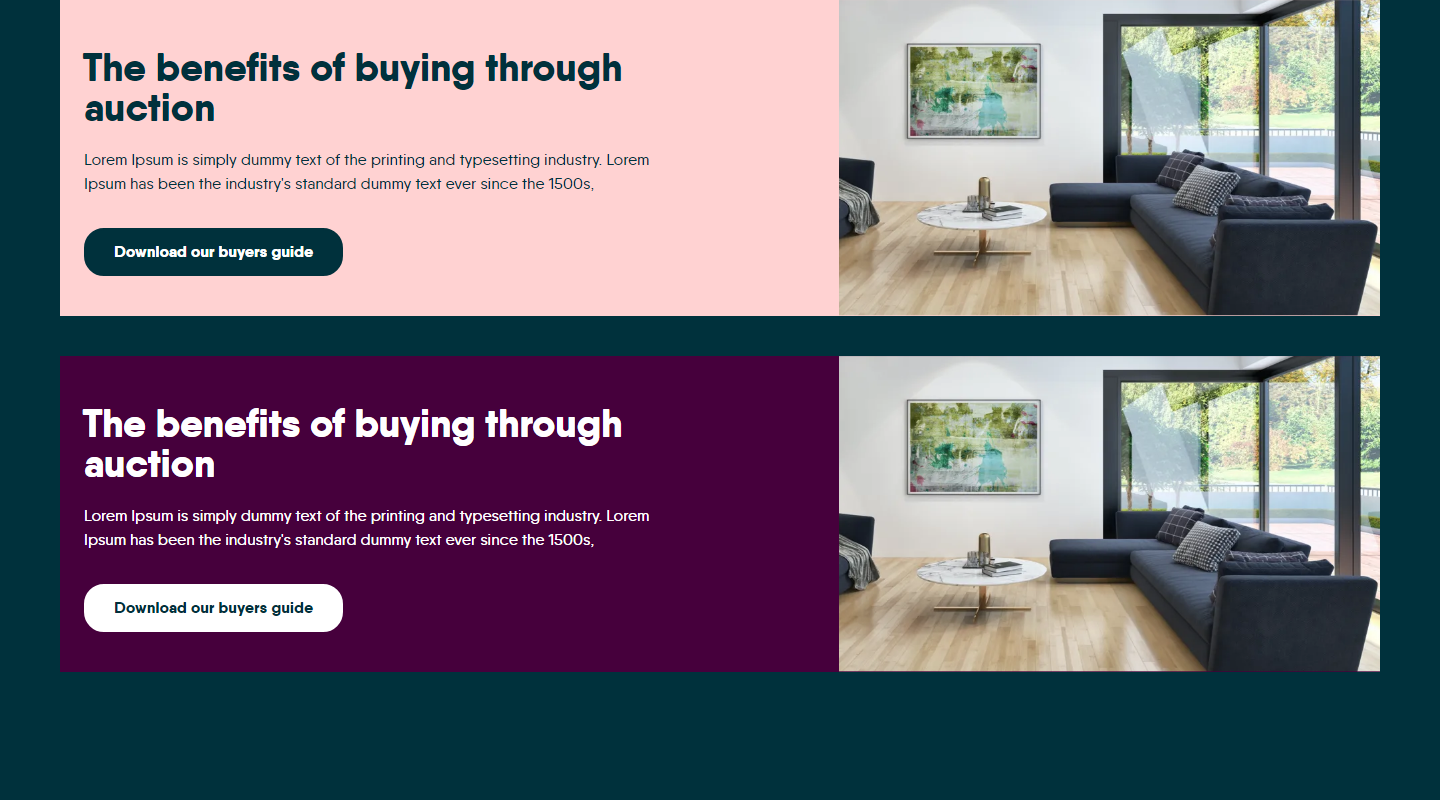 The benefits of buying through
auction
Lorem Ipsum is simply dummy text of the printing and typesetting industry. Lorem
Ipsum has been the industry's standard dummy text ever since the 1500s,
Download our buyers guide
The benefits of buying through
auction
Lorem Ipsum is simply dummy text of the printing and typesetting industry. Lorem
Ipsum has been the industry's standard dummy text ever since the 1500s,
Download our buyers guide